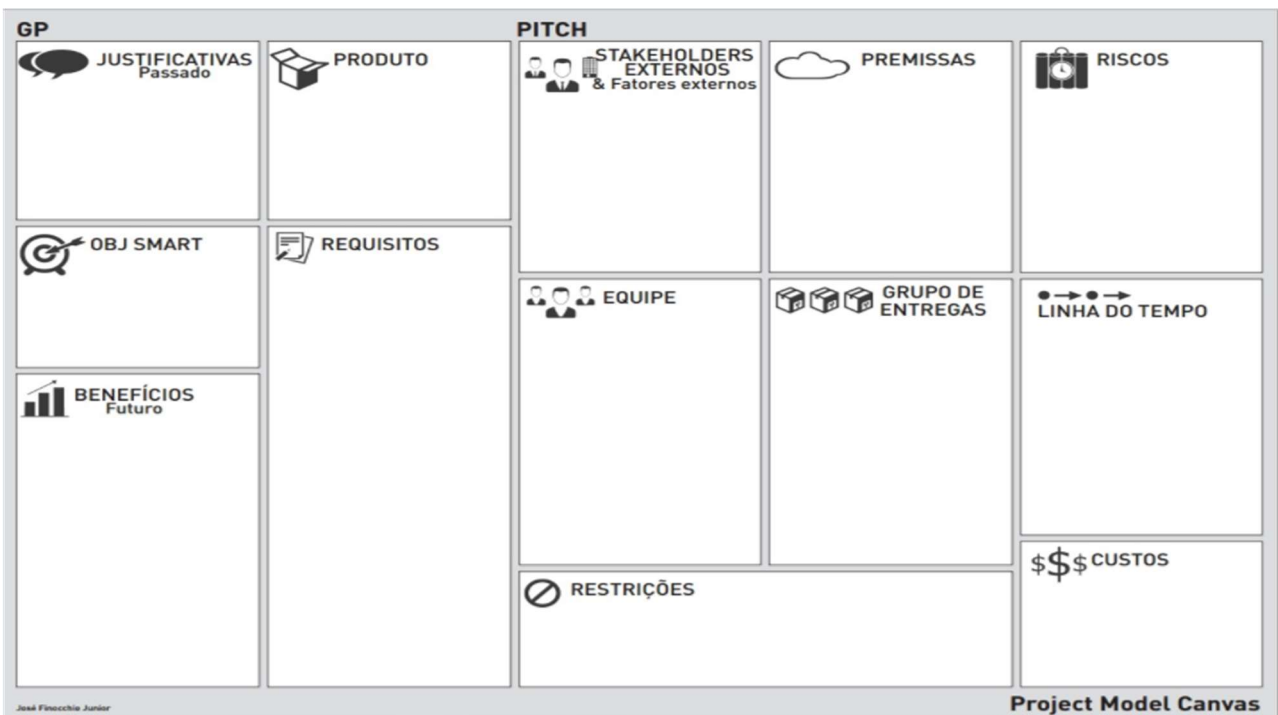 GP
PITCH
JUSTIFICATIVAS
Passado
PRODUTO
STAKEHOLDERS
EXTERNOS
& Fatores externos
PREMISSAS
RISCOS
OBJ SMART
REQUISITOS
EQUIPE
GRUPO DE
ENTREGAS
LINHA DO TEMPO
BENEFÍCIOS
Futuro
RESTRIÇÕES
$$$ CUSTOS
José Finocchio Junior
Project Model Canvas